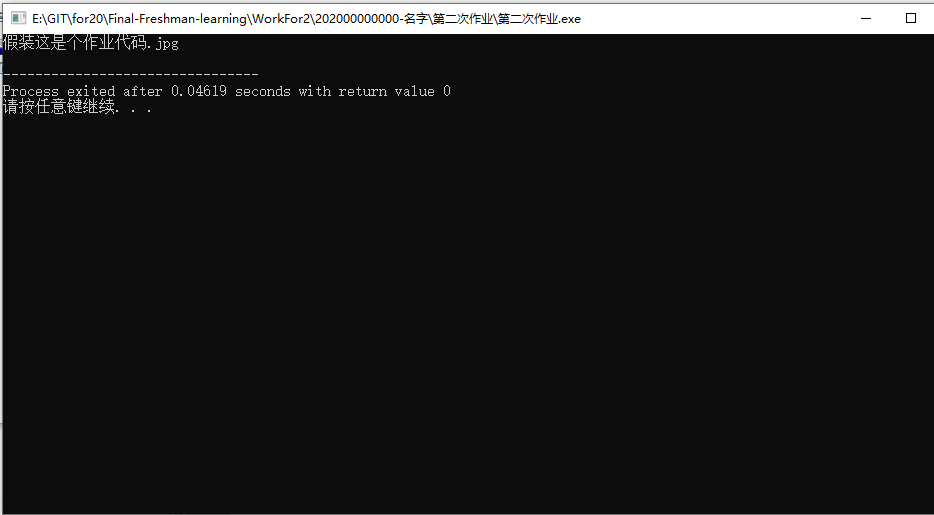 E:\GIT\for20\Final-Freshman-learning\WorkFor2\202000000000-名字\第二次作业\第二次作业.exe
假装这是个作业代码.jpg
--------------------------------
Process exited after 0.04619 seconds with return value 0
请按任意键继续. . .